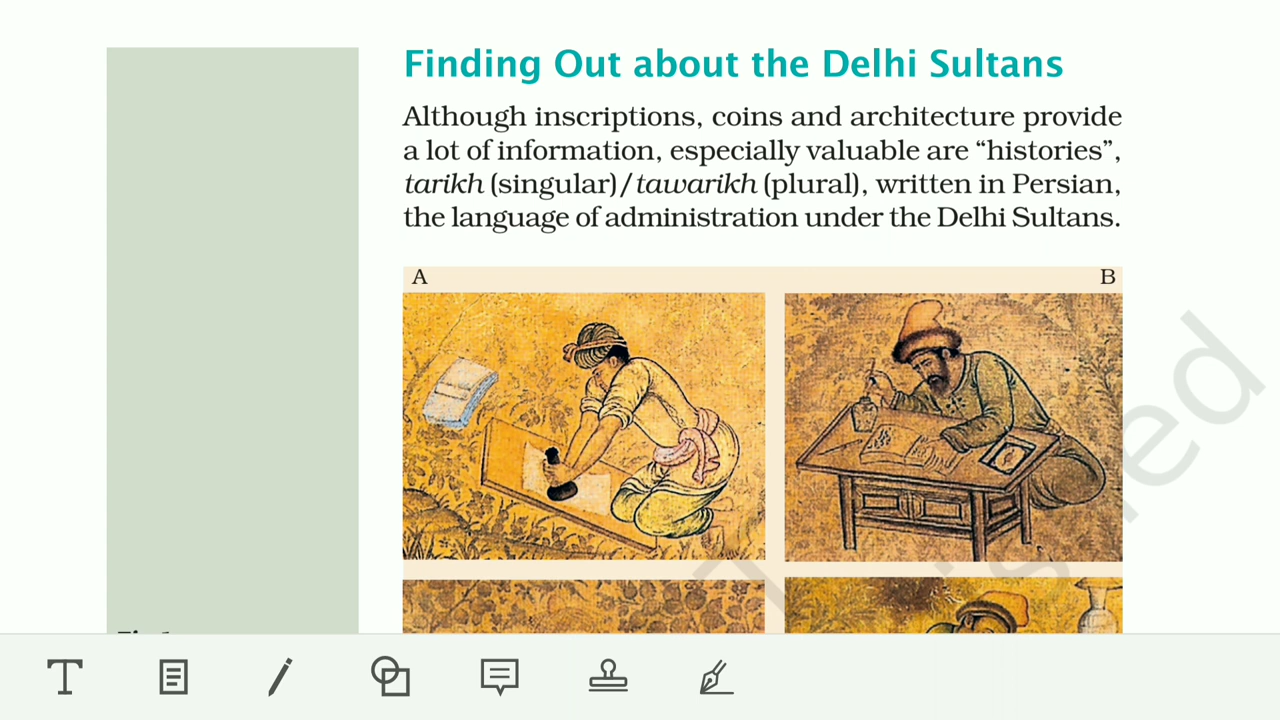 Finding Out about the Delhi Sultans
Although inscriptions, coins and architecture provide
a lot of information, especially valuable are “histories”,
tarikh (singular)/tawarikh (plural), written in Persian,
the language of administration under the Delhi Sultans.
A
B